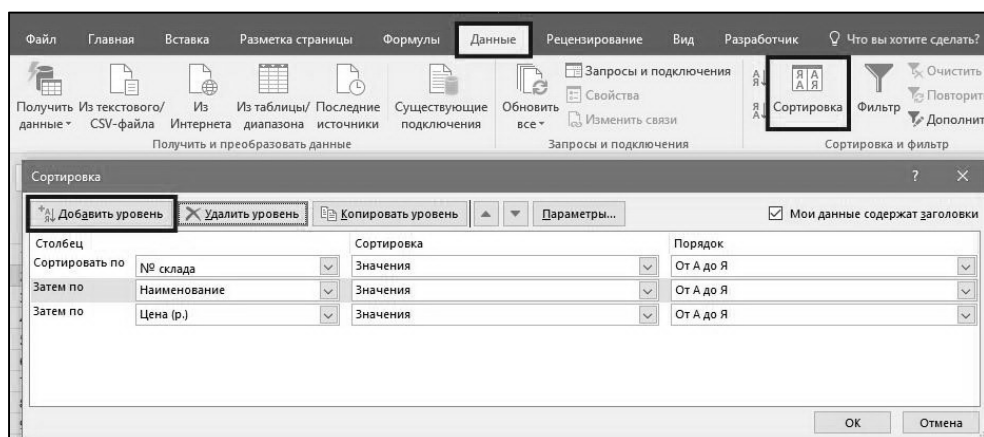 Файл Главная Вставка Разметка страницы Формулы Данные Рецензирование Вид Разработчик Что вы хотите сделать?
Получить данные Из текстового/CSV-файла Из Интернета Из таблицы/диапазона Последние источники Существующие подключения Обновить все
Запросы и подключения
Свойства
Изменить связи
Сортировка Фильтр
Очистить
Повторит
Дополнит
Получить и преобразовать данные Запросы и подключения Сортировка и фильтр
Сортировка ? ×
Добавить уровень Удалить уровень Копировать уровень Параметры... Мои данные содержат заголовки
Столбец Сортировка Порядок
Сортировать по № склада Значения От А до Я
Затем по Наименование Значения От А до Я
Затем по Цена (р.) Значения От А до Я
ОК Отмена